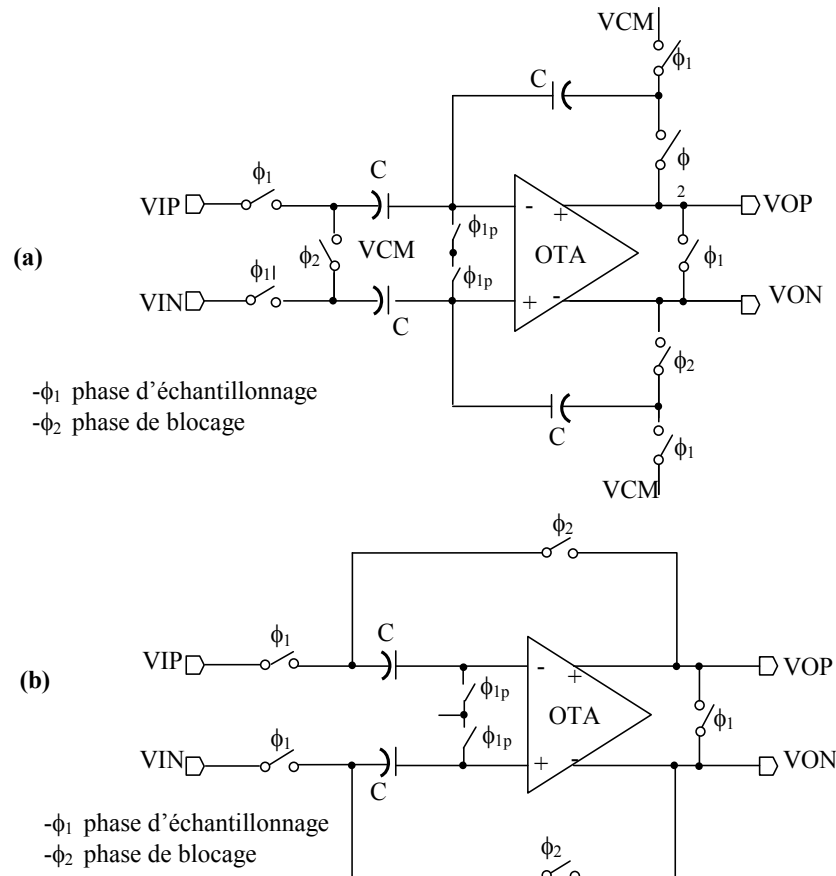 VCM
ϕ1
C
ϕ
2
ϕ1
C
VIP
VOP
- +
ϕ1p
(a)
ϕ2
VCM
OTA
ϕ1
ϕ1
ϕ1p
VIN
+ -
VON
C
ϕ2
-ϕ1 phase d’échantillonnage
-ϕ2 phase de blocage
C
ϕ1
VCM
ϕ2
ϕ1
C
VIP
VOP
- +
(b)
ϕ1p
OTA
ϕ1
ϕ1
ϕ1p
VIN
+ -
VON
C
-ϕ1 phase d’échantillonnage
-ϕ2 phase de blocage
ϕ2